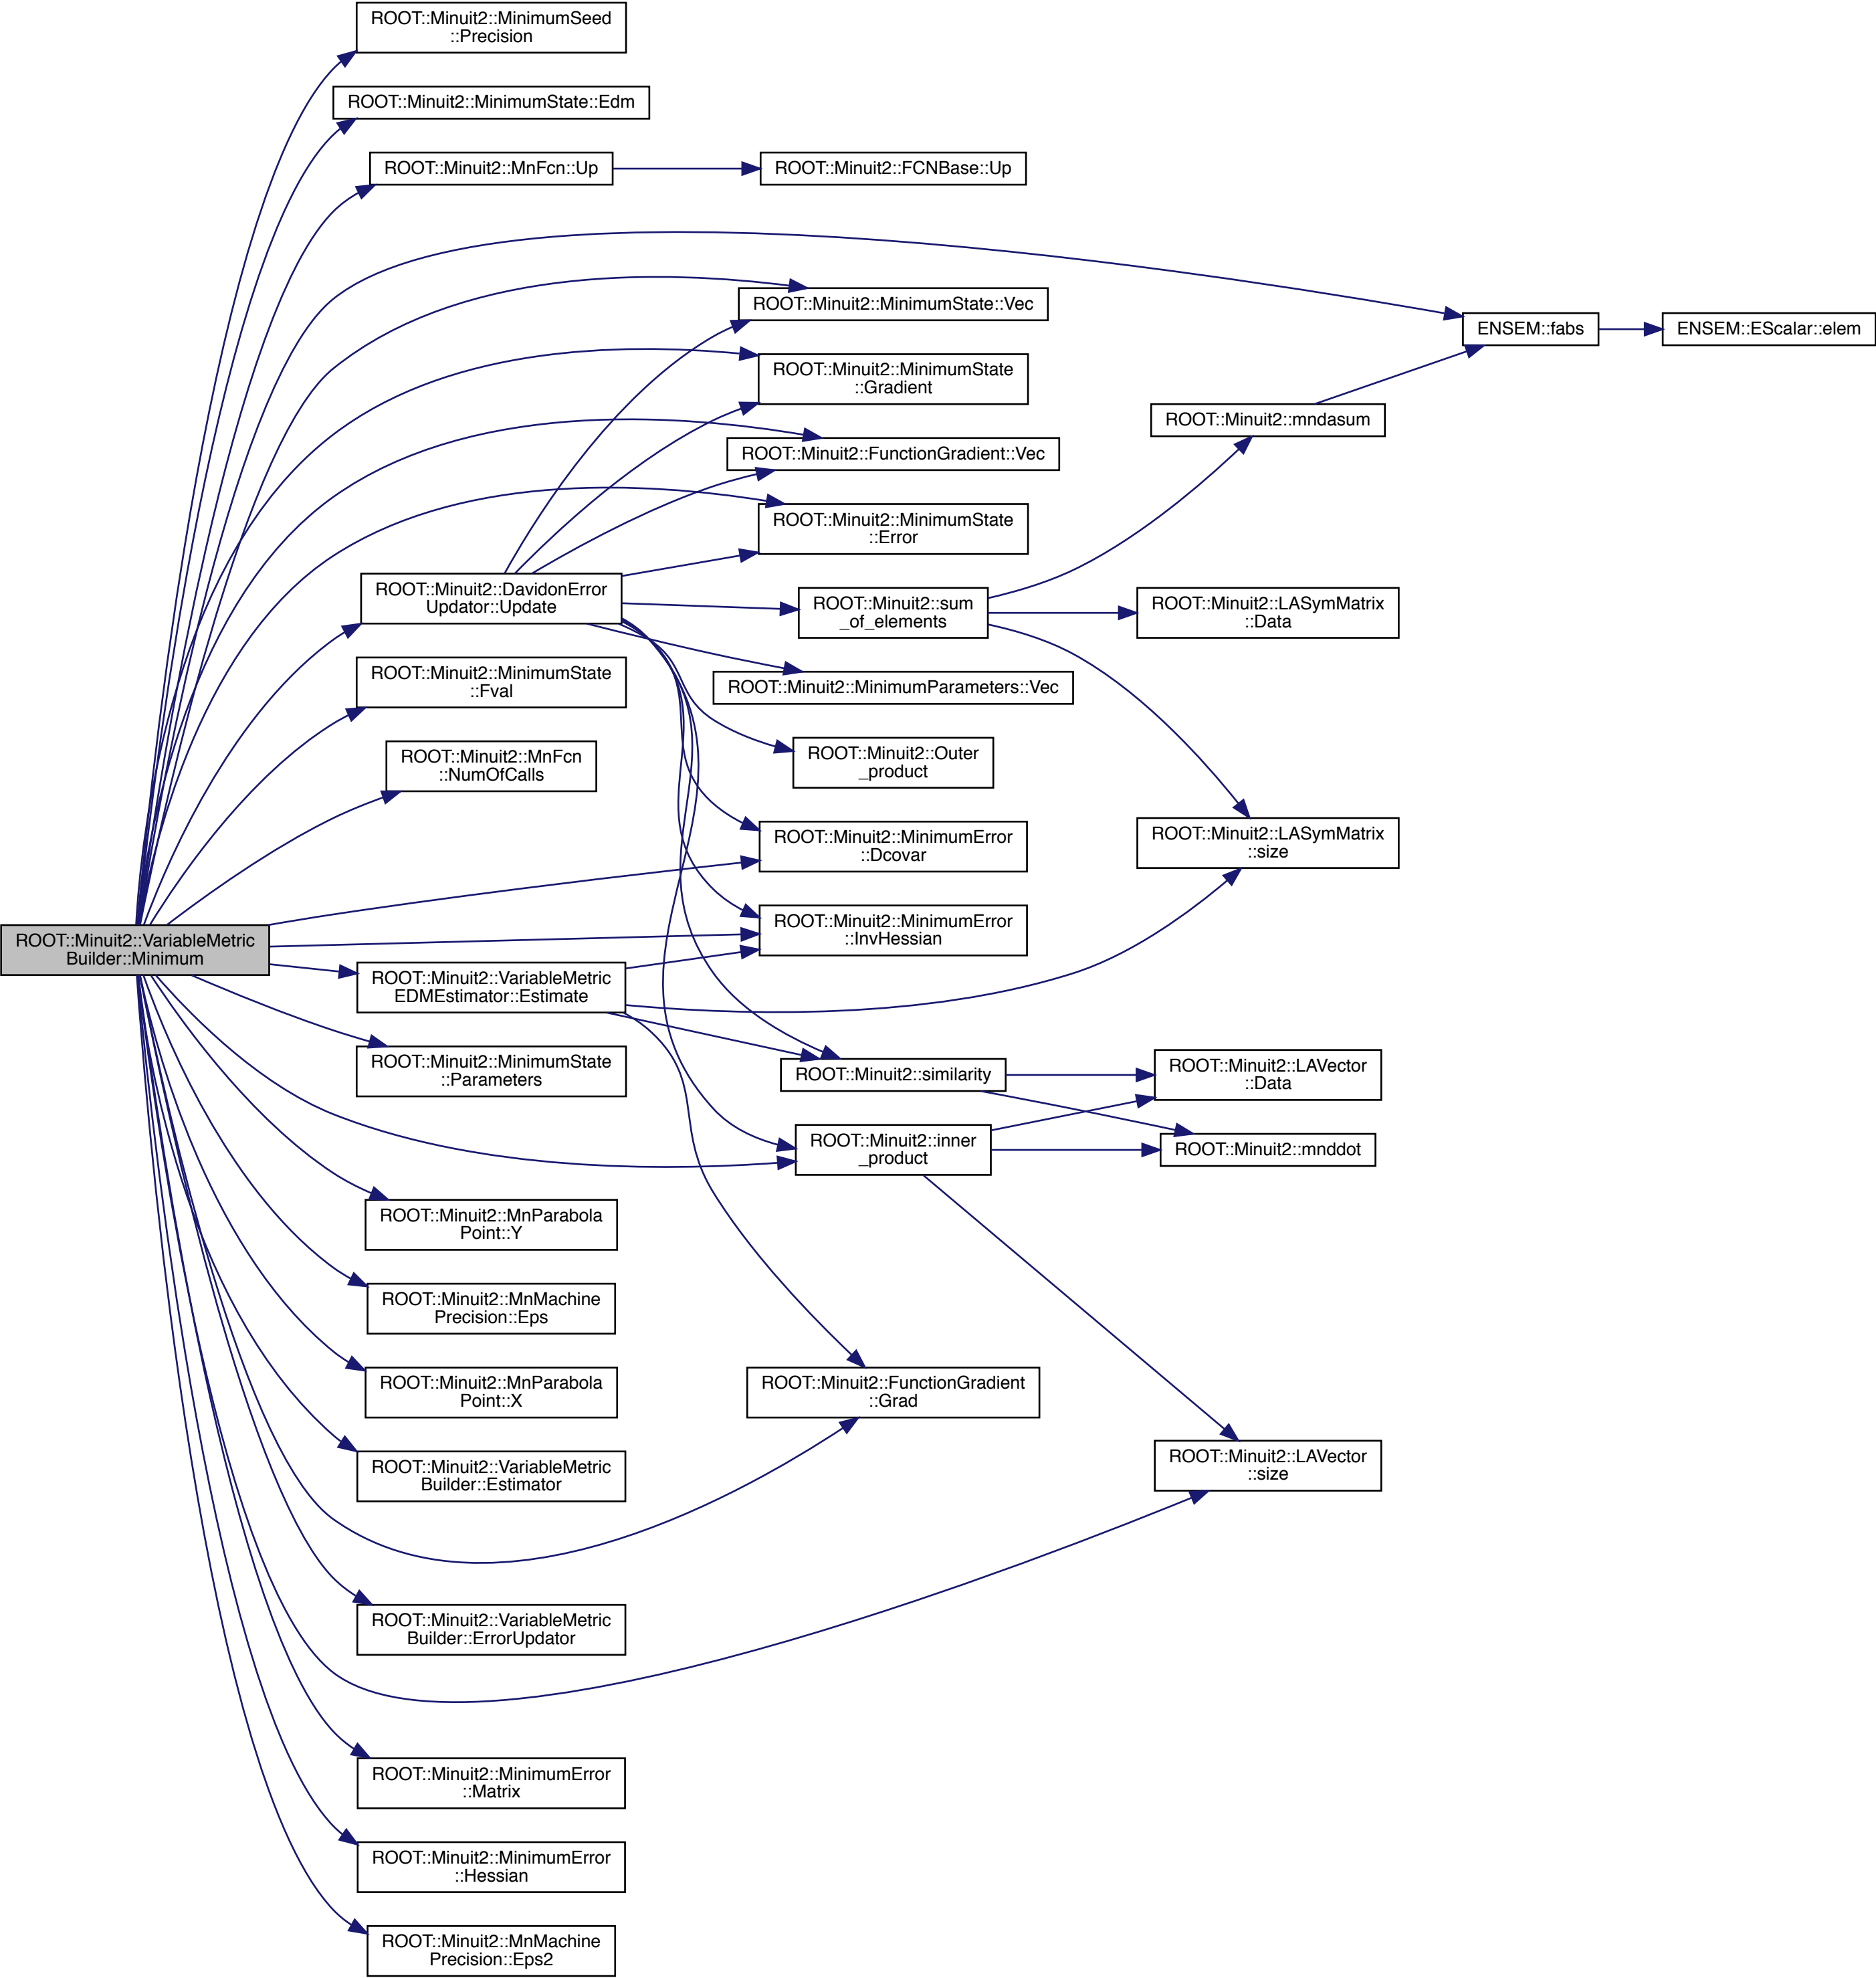 ROOT::Minuit2::MinimumSeed
::Precision
ROOT::Minuit2::MinimumState::Edm
ROOT::Minuit2::MnFcn::Up
ROOT::Minuit2::FCNBase::Up
ROOT::Minuit2::MinimumState::Vec
ENSEM::fabs
ENSEM::EScalar::elem
ROOT::Minuit2::MinimumState
::Gradient
ROOT::Minuit2::mndasum
ROOT::Minuit2::FunctionGradient::Vec
ROOT::Minuit2::MinimumState
::Error
ROOT::Minuit2::DavidonError
Updator::Update
ROOT::Minuit2::sum
_of_elements
ROOT::Minuit2::LASymMatrix
::Data
ROOT::Minuit2::MinimumState
::Fval
ROOT::Minuit2::MinimumParameters::Vec
ROOT::Minuit2::MnFcn
::NumOfCalls
ROOT::Minuit2::Outer
_product
ROOT::Minuit2::MinimumError
::Dcovar
ROOT::Minuit2::LASymMatrix
::size
ROOT::Minuit2::VariableMetric
Builder::Minimum
ROOT::Minuit2::MinimumError
::InvHessian
ROOT::Minuit2::VariableMetric
EDMEstimator::Estimate
ROOT::Minuit2::MinimumState
::Parameters
ROOT::Minuit2::similarity
ROOT::Minuit2::LAVector
::Data
ROOT::Minuit2::inner
_product
ROOT::Minuit2::mnddot
ROOT::Minuit2::MnParabola
Point::Y
ROOT::Minuit2::MnMachine
Precision::Eps
ROOT::Minuit2::MnParabola
Point::X
ROOT::Minuit2::FunctionGradient
::Grad
ROOT::Minuit2::VariableMetric
Builder::Estimator
ROOT::Minuit2::LAVector
::size
ROOT::Minuit2::VariableMetric
Builder::ErrorUpdator
ROOT::Minuit2::MinimumError
::Matrix
ROOT::Minuit2::MinimumError
::Hessian
ROOT::Minuit2::MnMachine
Precision::Eps2